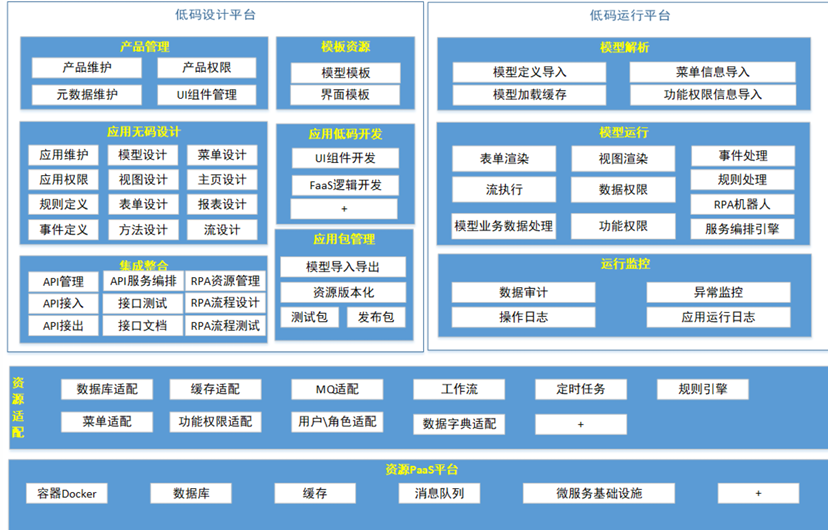 低码设计平台
产品管理
产品维护 产品权限
元数据维护 UI组件管理
模板资源
模型模板
界面模板
应用无码设计
应用维护 模型设计 菜单设计
应用权限 视图设计 主页设计
规则定义 表单设计 报表设计
事件定义 方法设计 流设计
应用低码开发
UI组件开发
FaaS逻辑开发
+
集成整合
API管理 API服务编排 RPA资源管理
API接入 接口测试 RPA流程设计
API接出 接口文档 RPA流程测试
应用包管理
模型导入导出
资源版本化
测试包 发布包
低码运行平台
模型解析
模型定义导入 菜单信息导入
模型加载缓存 功能权限信息导入
模型运行
表单渲染 视图渲染 事件处理
流执行 数据权限 规则处理
RPA机器人
模型业务数据处理 功能权限 服务编排引擎
运行监控
数据审计 异常监控
操作日志 应用运行日志
资源适配
数据库适配 缓存适配 MQ适配 工作流 定时任务 规则引擎
菜单适配 功能权限适配 用户\角色适配 数据字典适配 +
资源PaaS平台
容器Docker 数据库 缓存 消息队列 微服务基础设施 +